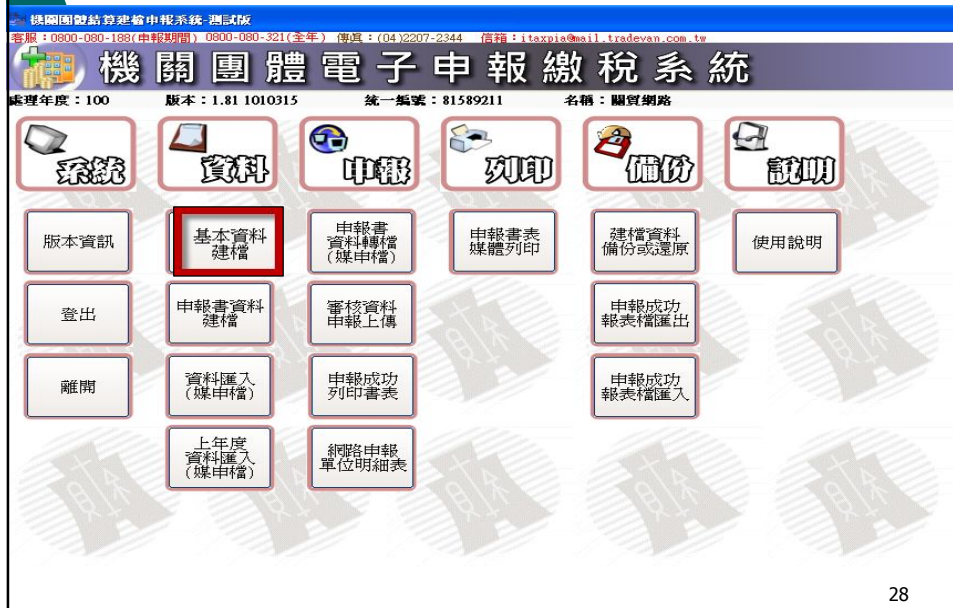 機關團體結算建檔申報系統-測試版
客服：0800-080-188(申報期間) 0800-080-321(全年) 傳真：(04)2207-2344 信箱：itaxpia@mail.tradevan.com.tw
機關團體電子申報繳稅系統
處理年度：100 版本：1.81 1010315 統一編號：81589211 名稱：關貿網路
系統 資料 申報 列印 備份 說明
版本資訊
基本資料
建檔
申報書
資料轉檔
(媒申檔)
申報書表
媒體列印
建檔資料
備份或還原
使用說明
登出
申報書資料
建檔
審核資料
申報上傳
申報成功
報表檔匯出
離開
資料匯入
(媒申檔)
申報成功
列印書表
申報成功
報表檔匯入
上年度
資料匯入
(媒申檔)
網路申報
單位明細表
28